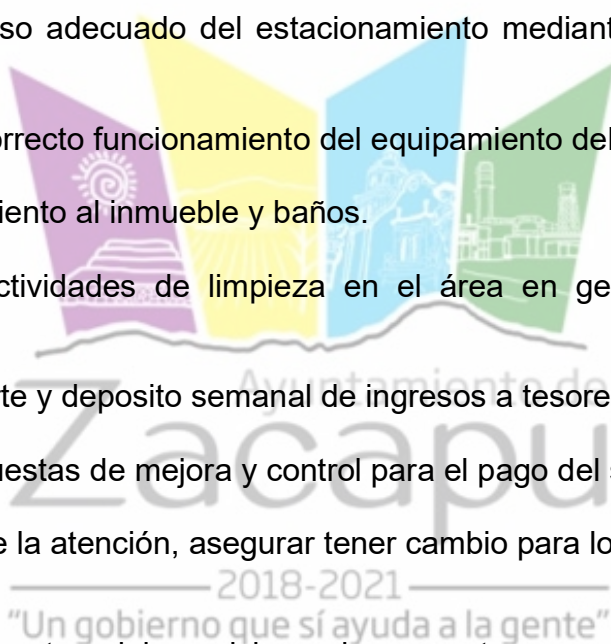 so adecuado del estacionamiento mediant
orrecto funcionamiento del equipamiento del
iento al inmueble y baños.
ctividades de limpieza en el área en ge
Ayuntamiento de
rte y deposito semanal de ingresos a tesore
Zacapu
uestas de mejora y control para el pago del s
e la atención, asegurar tener cambio para lo
2018-2021
"Un gobierno que sí ayuda a la gente"